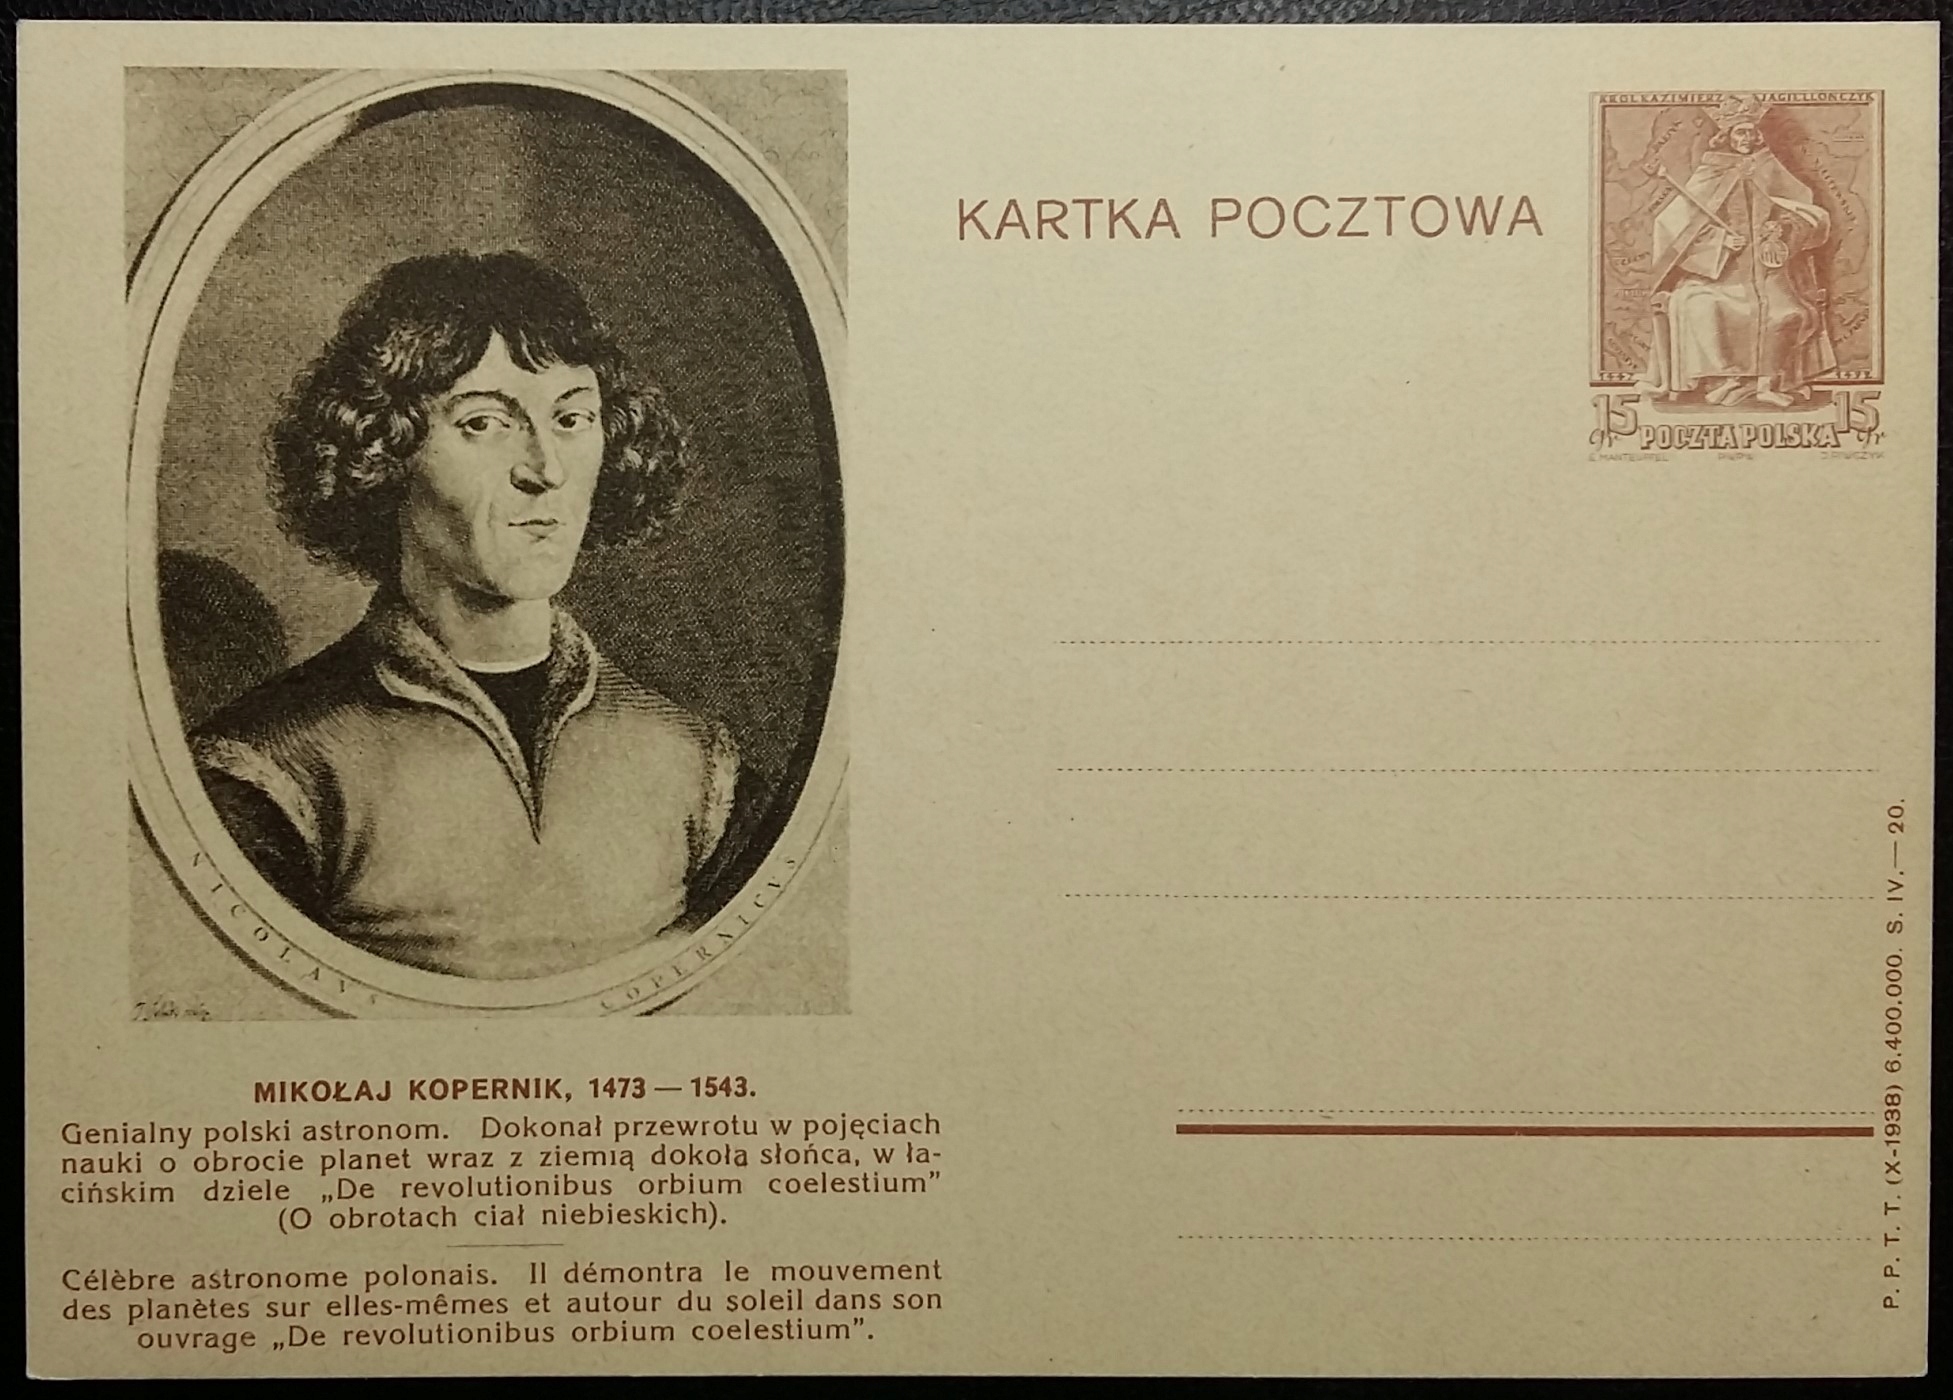 NICOLAVS COPERNICVS
MIKOŁAJ KOPERNIK, 1473 — 1543.
Genialny polski astronom. Dokonał przewrotu w pojęciach
nauki o obrocie planet wraz z ziemią dokoła słońca, w ła-
cińskim dziele „De revolutionibus orbium coelestium”
(O obrotach ciał niebieskich).
Célèbre astronome polonais. Il démontra le mouvement
des planètes sur elles-mêmes et autour du soleil dans son
ouvrage „De revolutionibus orbium coelestium”.
KARTKA POCZTOWA
KRÓL KAZIMIERZ JAGIELLOŃCZYK
1447 1492
15 gr POCZTA POLSKA 15 gr
P. P. T. T. (X-1938) 6.400.000. S. IV.— 20.